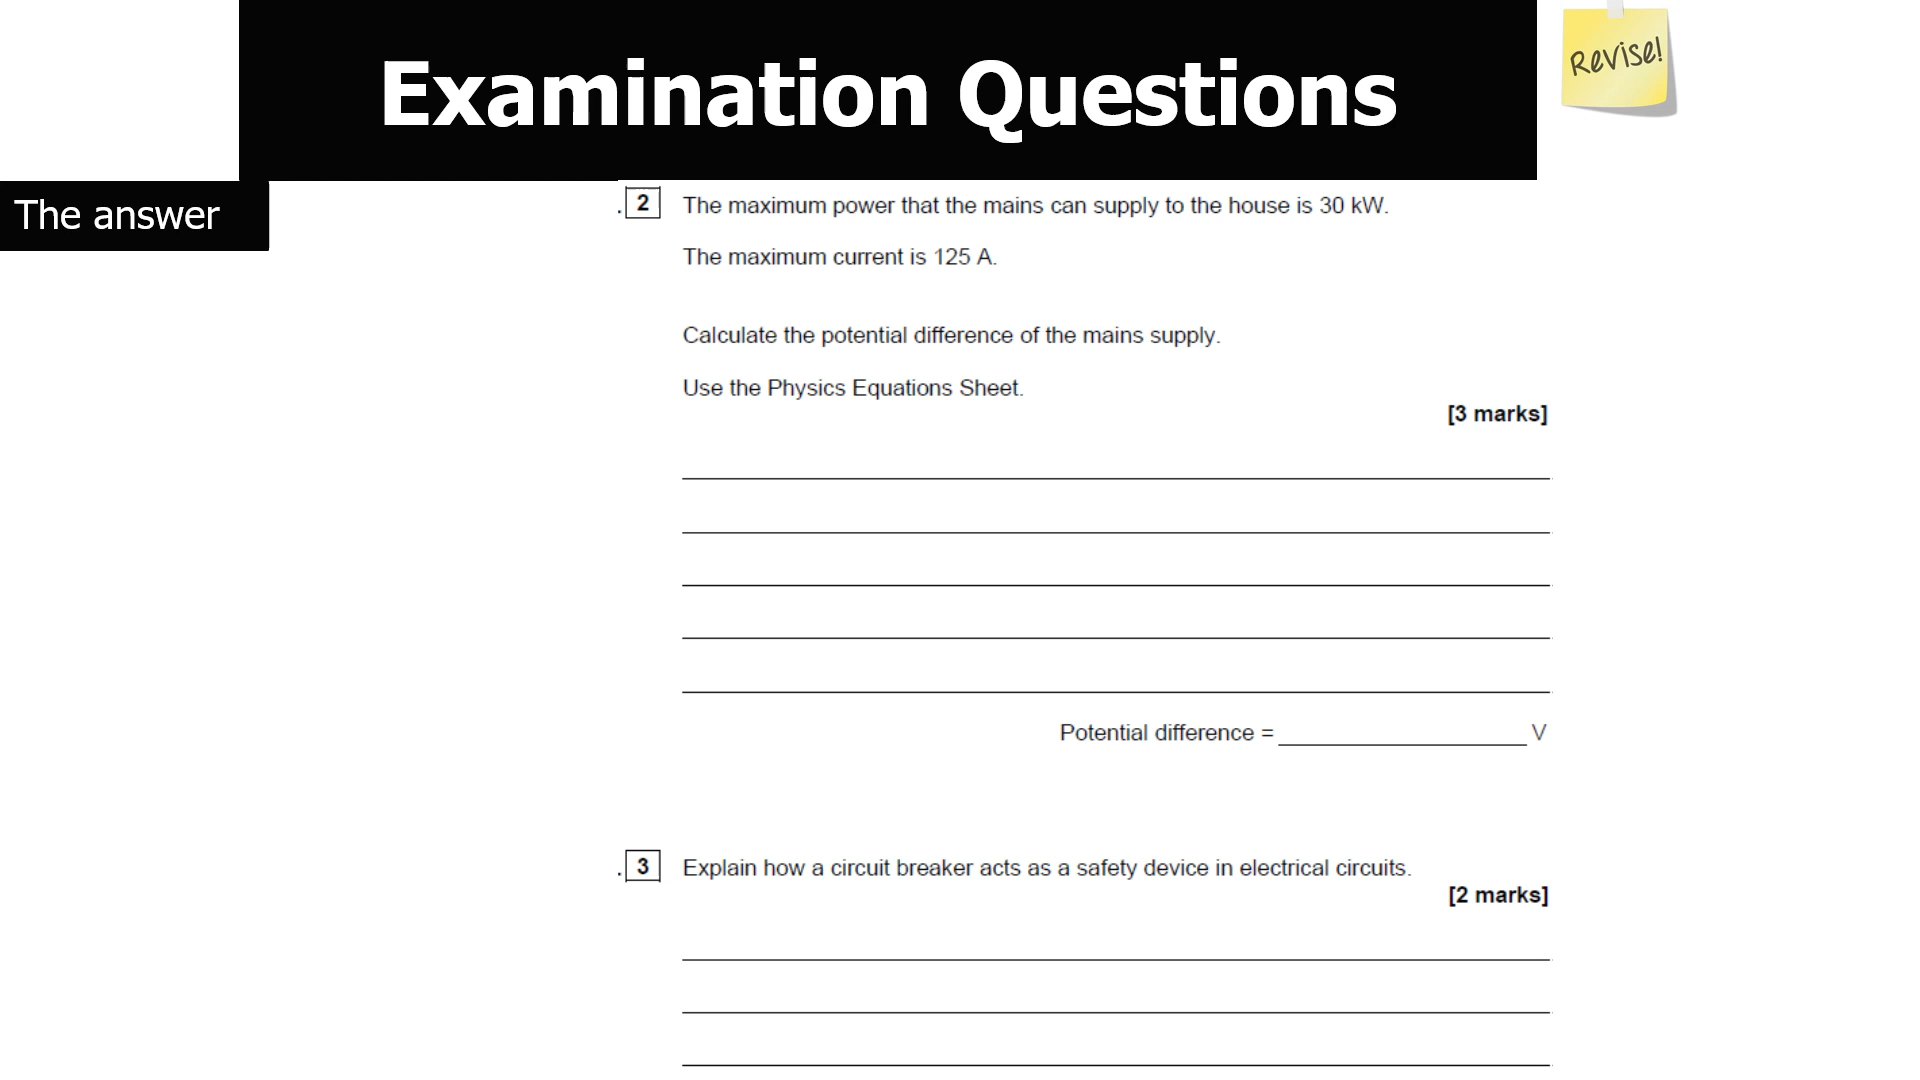 Examination Questions
Revise!
The answer
. 2 The maximum power that the mains can supply to the house is 30 kW.
The maximum current is 125 A.
Calculate the potential difference of the mains supply.
Use the Physics Equations Sheet.
[3 marks]
Potential difference = ____________________ V
. 3 Explain how a circuit breaker acts as a safety device in electrical circuits.
[2 marks]